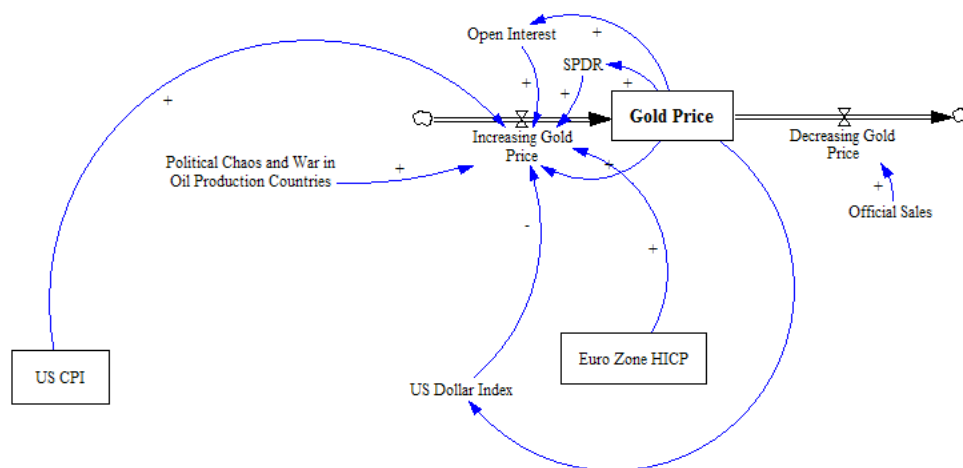 Open Interest
+
SPDR
+
+
+
+
Gold Price
Increasing Gold
Price
Decreasing Gold
Price
Political Chaos and War in
Oil Production Countries
+
+
+
Official Sales
-
+
Euro Zone HICP
US CPI
US Dollar Index